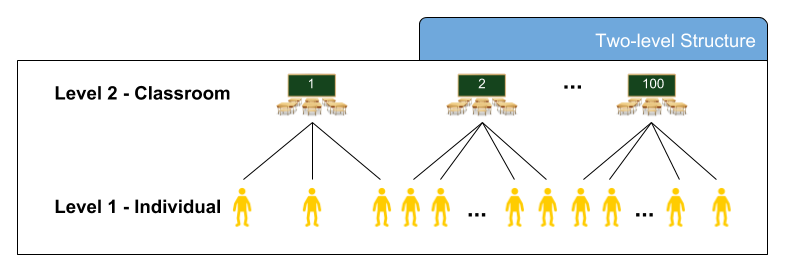 Two-level Structure
Level 2 - Classroom
1
2
...
100
Level 1 - Individual
...
...